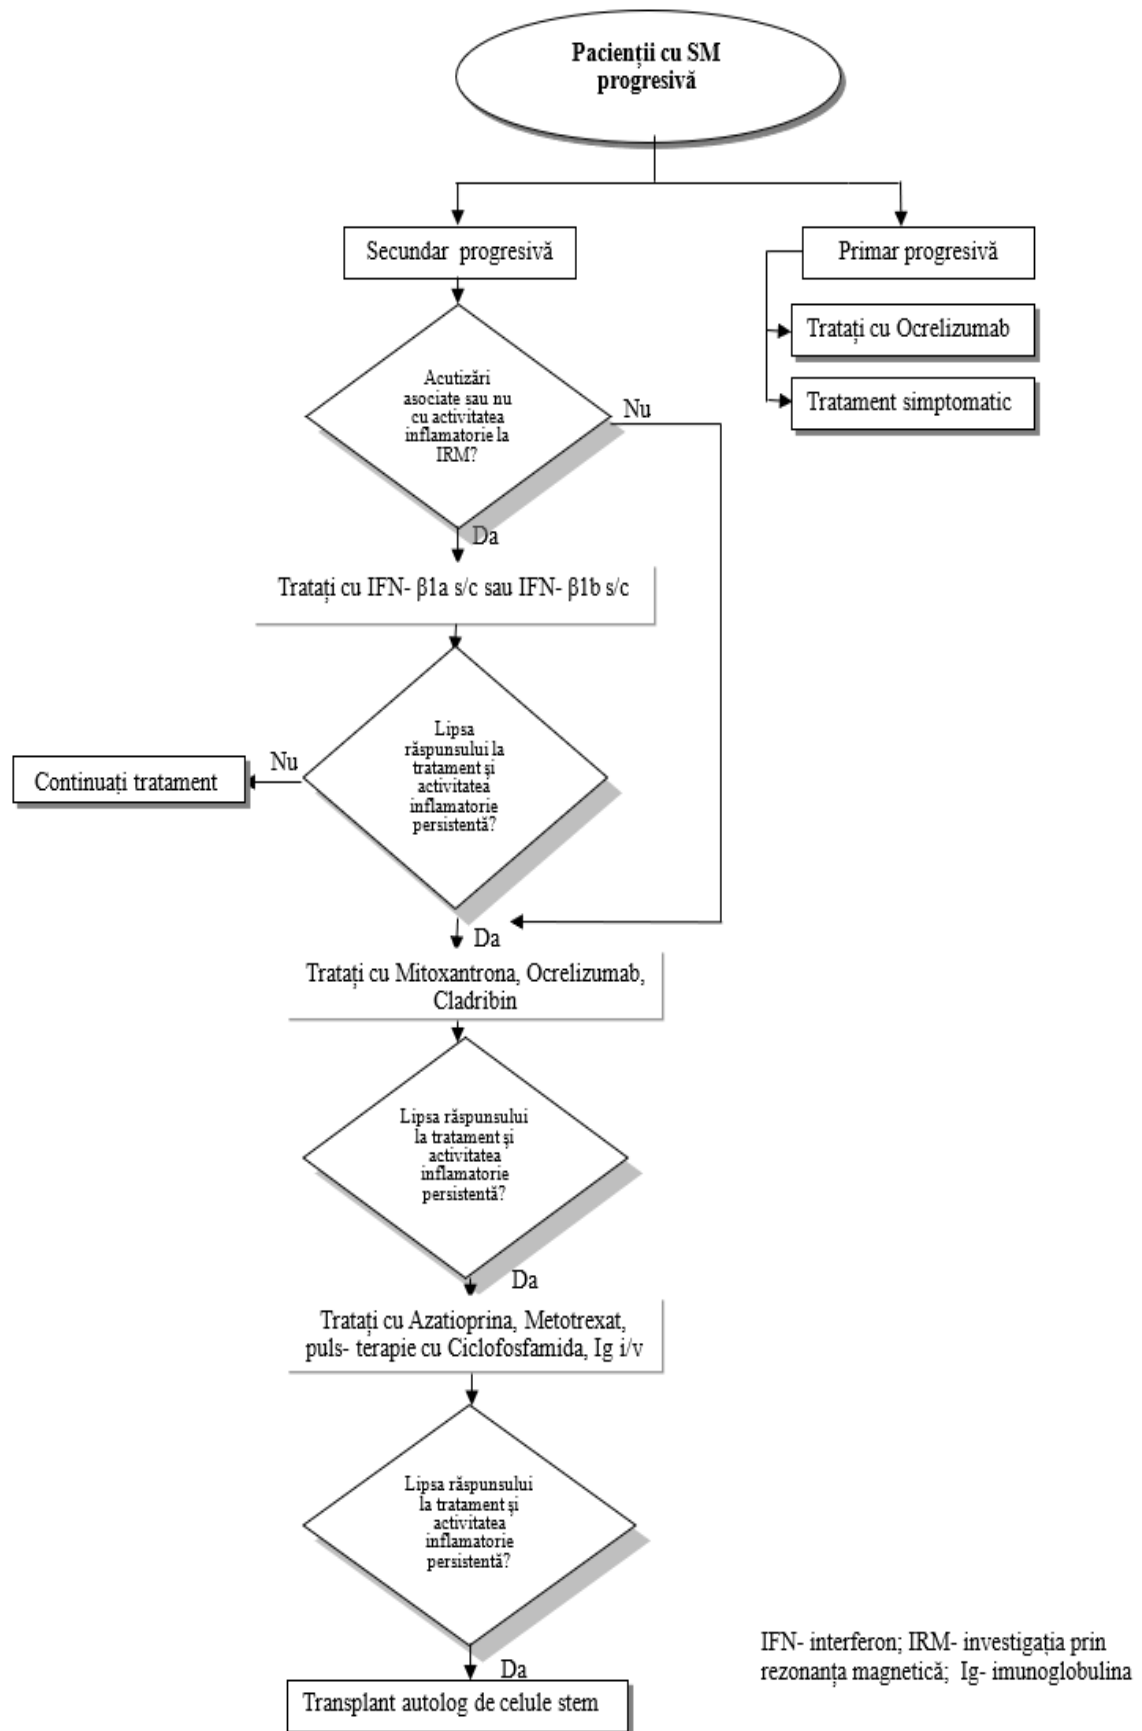 Pacienții cu SM
progresivă
Secundar progresivă
Primar progresivă
Tratați cu Ocrelizumab
Tratament simptomatic
Acutizări
asociate sau nu
cu activitatea
inflamatorie la
IRM?
Nu
Da
Tratați cu IFN- β1a s/c sau IFN- β1b s/c
Lipsa
răspunsului la
tratament și
activitatea
inflamatorie
persistentă?
Nu
Continuați tratament
Da
Tratați cu Mitoxantrona, Ocrelizumab,
Cladribin
Lipsa răspunsului
la tratament și
activitatea
inflamatorie
persistentă?
Da
Tratați cu Azatioprina, Metotrexat,
puls- terapie cu Ciclofosfamida, Ig i/v
Lipsa răspunsului
la tratament și
activitatea
inflamatorie
persistentă?
Da
Transplant autolog de celule stem
IFN- interferon; IRM- investigația prin
rezonanța magnetică; Ig- imunoglobulina